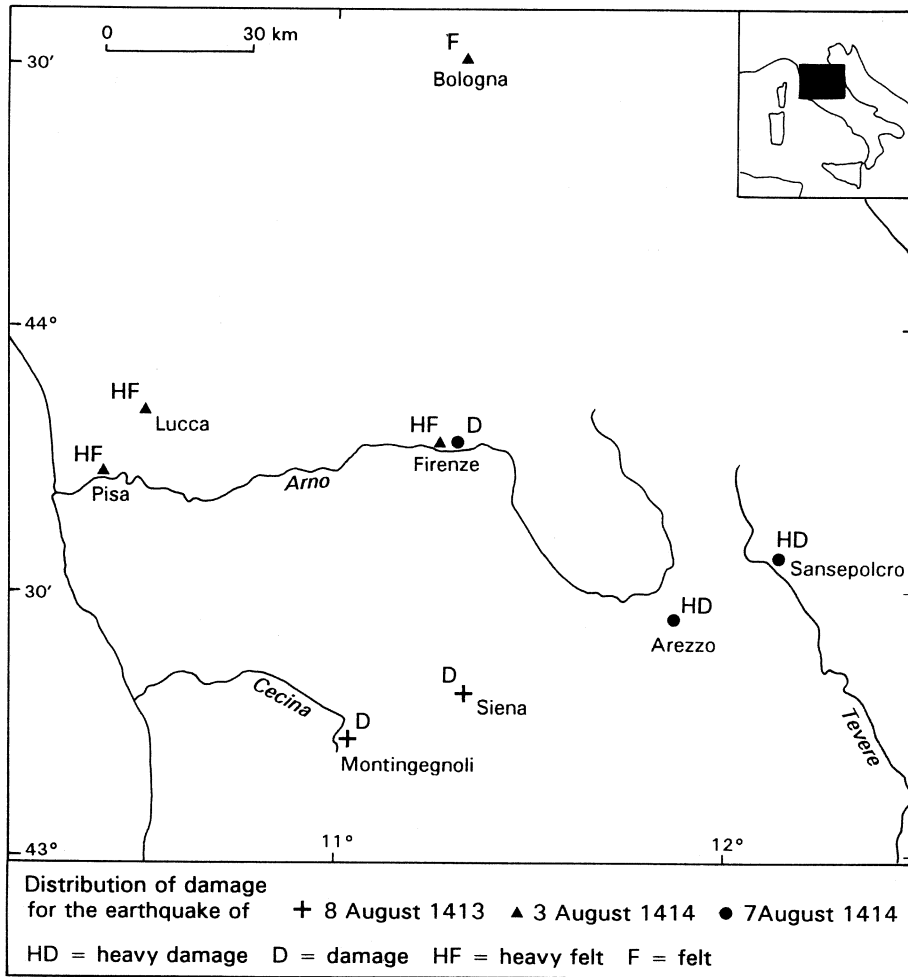 0 30 km
F
30'
Bologna
44°
HF
Lucca
HF
D
Firenze
HF
Pisa
Arno
HD
Sansepolcro
30'
HD
Arezzo
D
Siena
Cecina
D
Montingegnoli
Tevere
11°
12°
43°
Distribution of damage
for the earthquake of + 8 August 1413 ▲ 3 August 1414 ● 7August 1414
HD = heavy damage D = damage HF = heavy felt F = felt